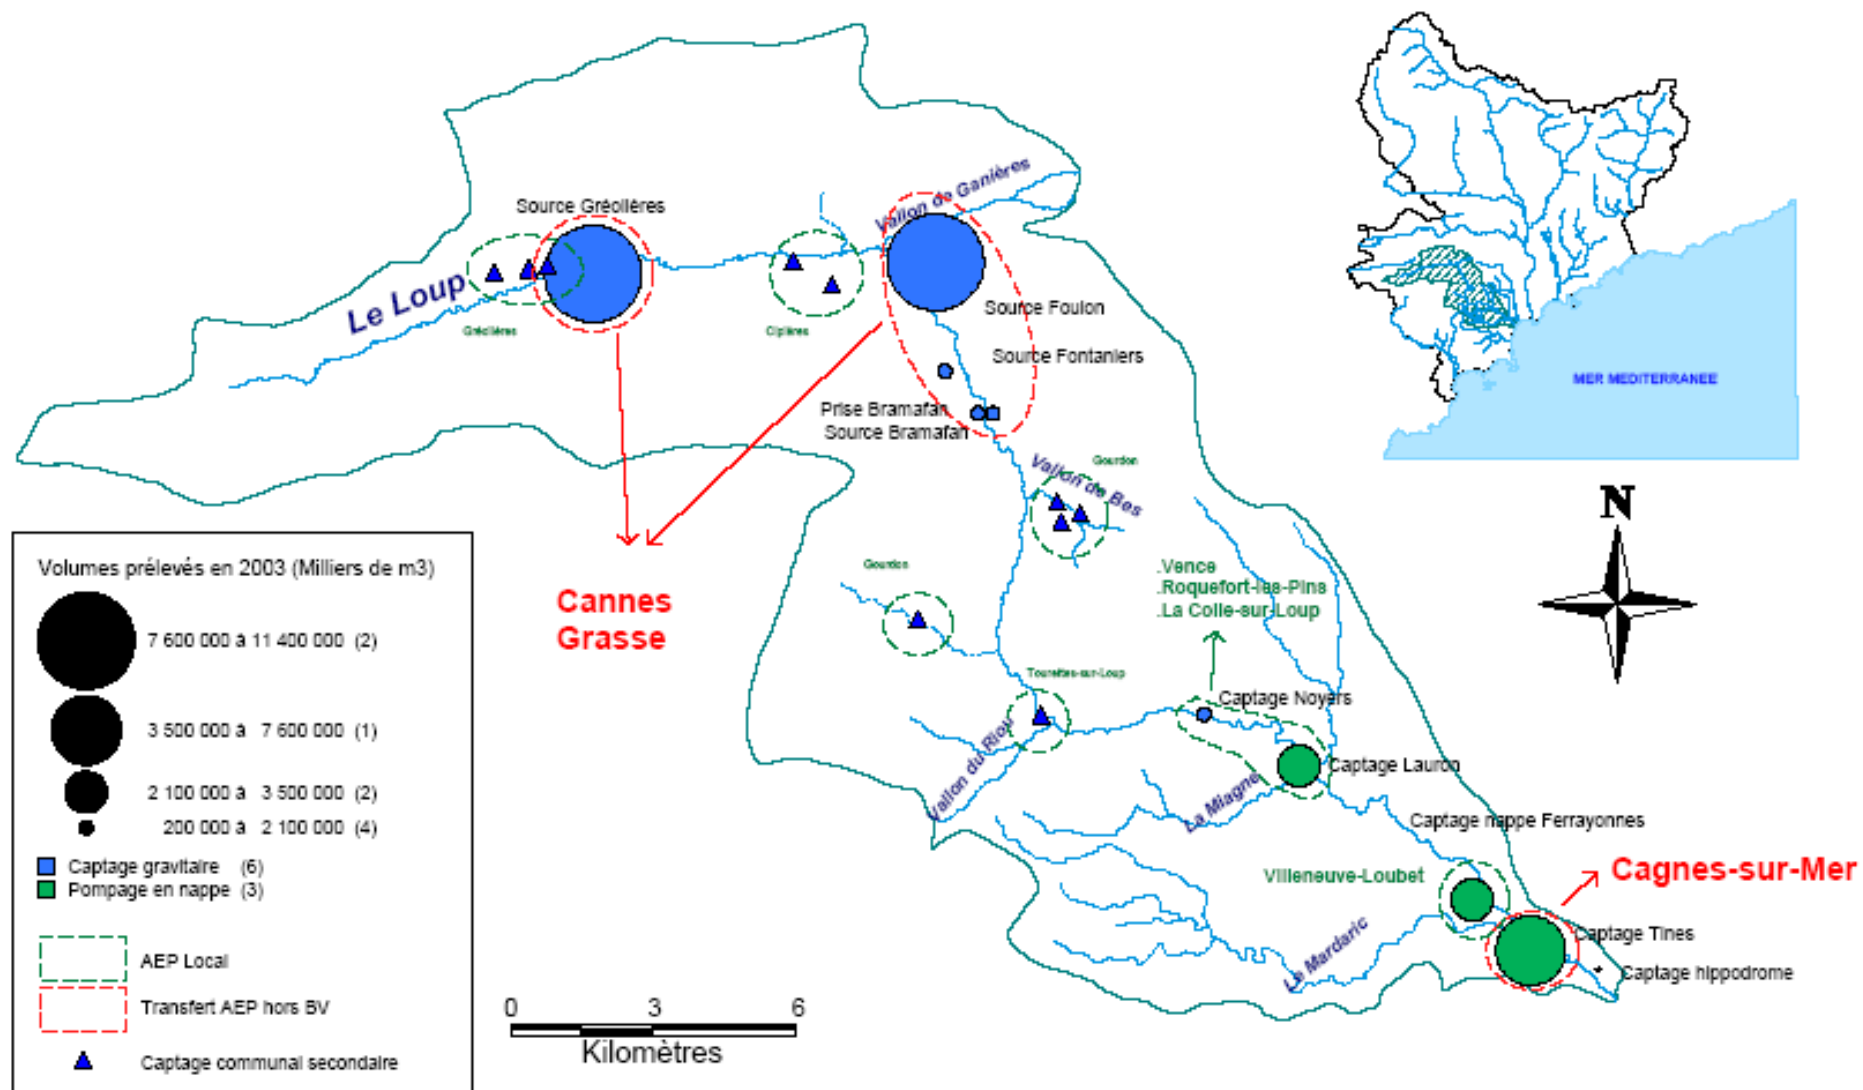 Vallon de Ganières
Source Gréolières
Le Loup
Gréolières
Cipières
Source Foulon
Source Fontaniers
Prise Bramafan
Source Bramafan
MER MEDITERRANEE
Gourdon
Vallon de Bes
N
Volumes prélevés en 2003 (Milliers de m3)
7 600 000 à 11 400 000 (2)
3 500 000 à 7 600 000 (1)
2 100 000 à 3 500 000 (2)
200 000 à 2 100 000 (4)
Captage gravitaire (6)
Pompage en nappe (3)
AEP Local
Transfert AEP hors BV
Captage communal secondaire
Cannes
Grasse
Gourdon
.Vence
.Roquefort-les-Pins
.La Colle-sur-Loup
Tourettes-sur-Loup
Captage Noyers
Vallon du Rioù
Captage Lauron
La Miagne
Captage nappe Ferrayonnes
Villeneuve-Loubet
Cagnes-sur-Mer
Captage Tines
Le Mardaric
Captage hippodrome
0 3 6
Kilomètres